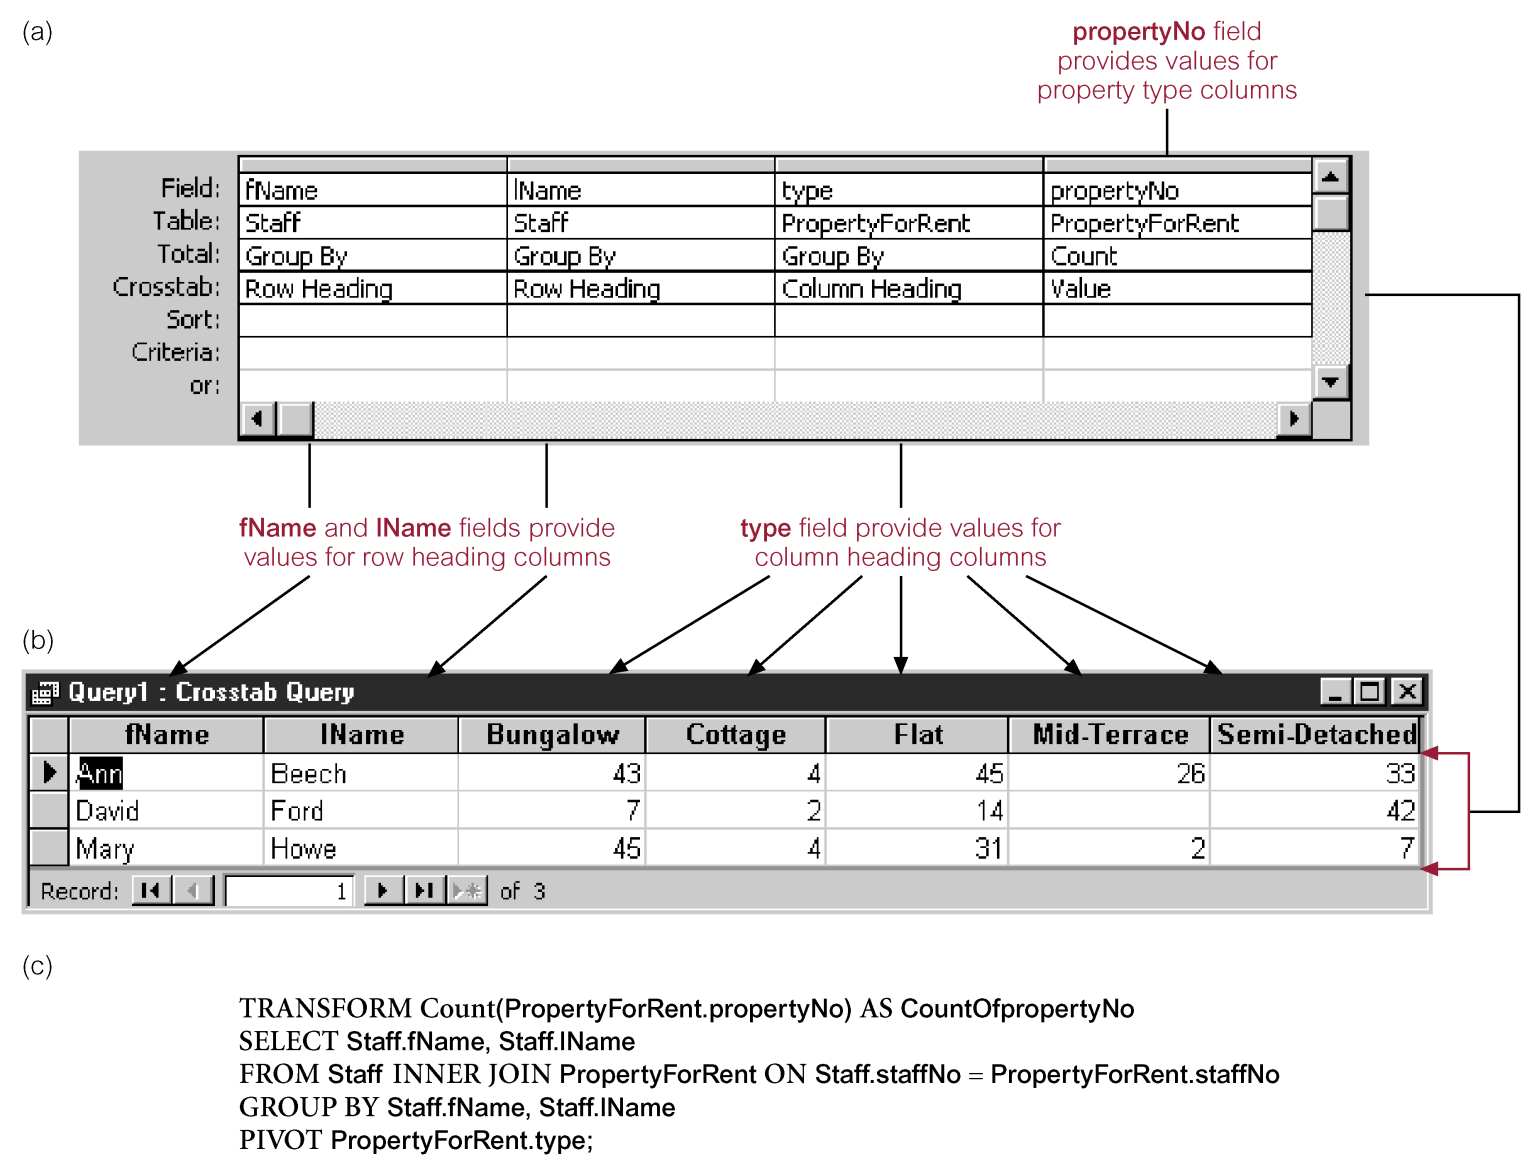 (a)
propertyNo field
provides values for
property type columns
Field: fName lName type propertyNo
Table: Staff Staff PropertyForRent PropertyForRent
Total: Group By Group By Group By Count
Crosstab: Row Heading Row Heading Column Heading Value
Sort:
Criteria:
or:
fName and lName fields provide
values for row heading columns
type field provide values for
column heading columns
(b)
Query1 : Crosstab Query
fName lName Bungalow Cottage Flat Mid-Terrace Semi-Detached
Ann Beech 43 4 45 26 33
David Ford 7 2 14 42
Mary Howe 45 4 31 2 7
Record: 1 of 3
(c)
TRANSFORM Count(PropertyForRent.propertyNo) AS CountOfpropertyNo
SELECT Staff.fName, Staff.lName
FROM Staff INNER JOIN PropertyForRent ON Staff.staffNo = PropertyForRent.staffNo
GROUP BY Staff.fName, Staff.lName
PIVOT PropertyForRent.type;